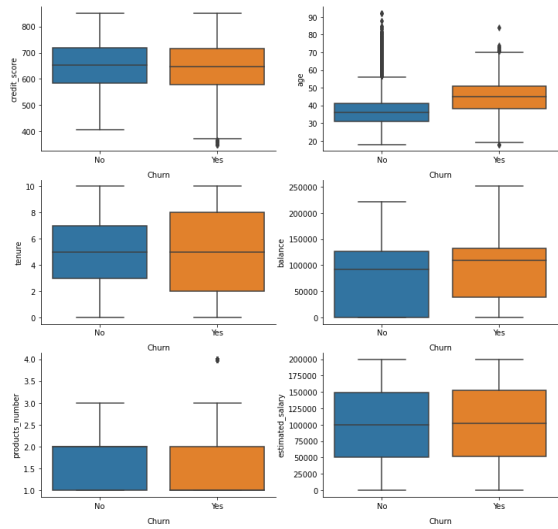 credit_score
850
800
700
600
500
400
No
Yes
Churn
age
90
80
70
60
50
40
30
20
No
Yes
Churn
tenure
10
8
6
4
2
0
No
Yes
Churn
balance
250000
200000
150000
100000
50000
0
No
Yes
Churn
products_number
4.0
3.5
3.0
2.5
2.0
1.5
1.0
No
Yes
Churn
estimated_salary
200000
175000
150000
125000
100000
75000
50000
25000
0
No
Yes
Churn